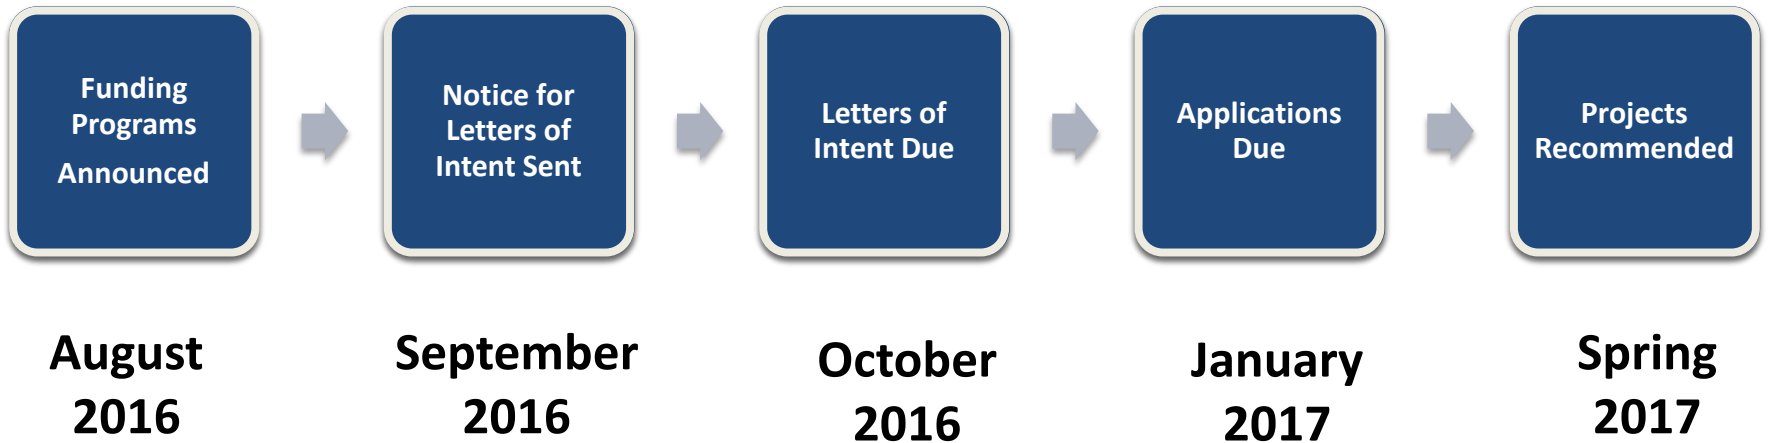 Funding
Programs
Announced
Notice for
Letters of
Intent Sent
Letters of
Intent Due
Applications
Due
Projects
Recommended
August
2016
September
2016
October
2016
January
2017
Spring
2017